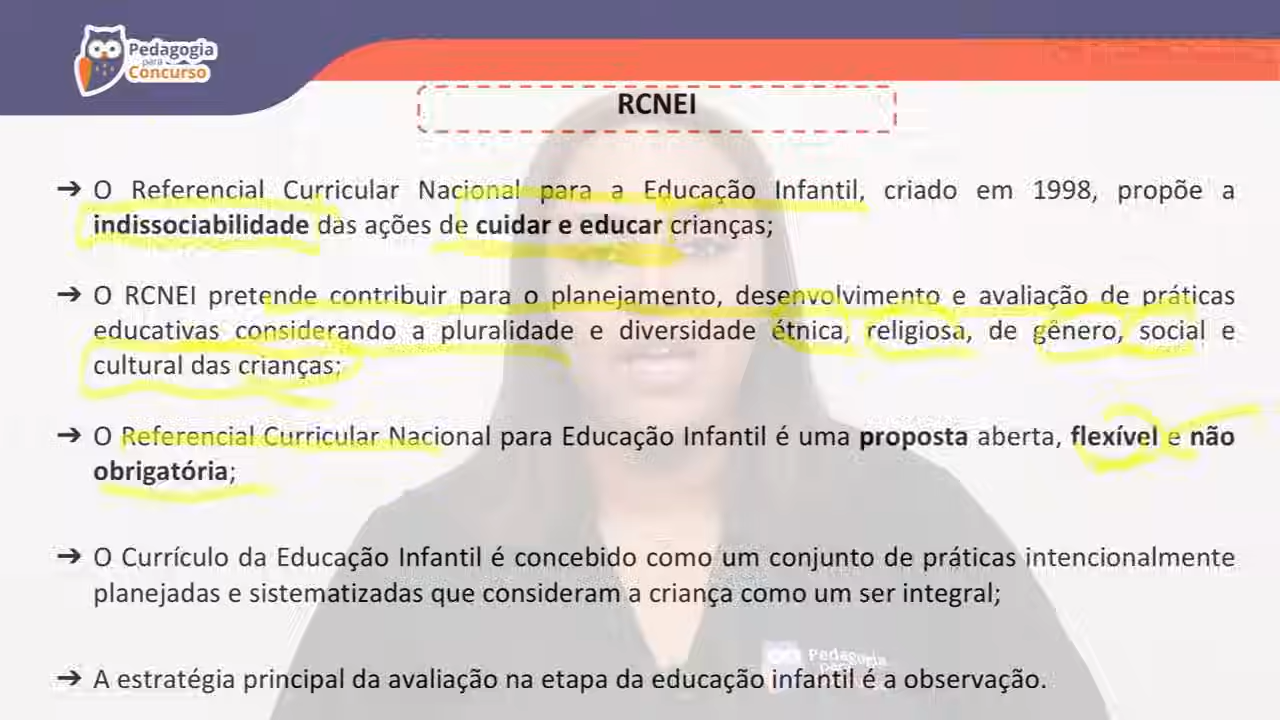 Pedagogia
para
Concurso
RCNEI
➔ O Referencial Curricular Nacional para a Educação Infantil, criado em 1998, propõe a
indissociabilidade das ações de cuidar e educar crianças;
➔ O RCNEI pretende contribuir para o planejamento, desenvolvimento e avaliação de práticas
educativas considerando a pluralidade e diversidade étnica, religiosa, de gênero, social e
cultural das crianças;
➔ O Referencial Curricular Nacional para Educação Infantil é uma proposta aberta, flexível e não
obrigatória;
➔ O Currículo da Educação Infantil é concebido como um conjunto de práticas intencionalmente
planejadas e sistematizadas que consideram a criança como um ser integral;
Pedagogia
para
➔ A estratégia principal da avaliação na etapa da educação infantil é a observação.